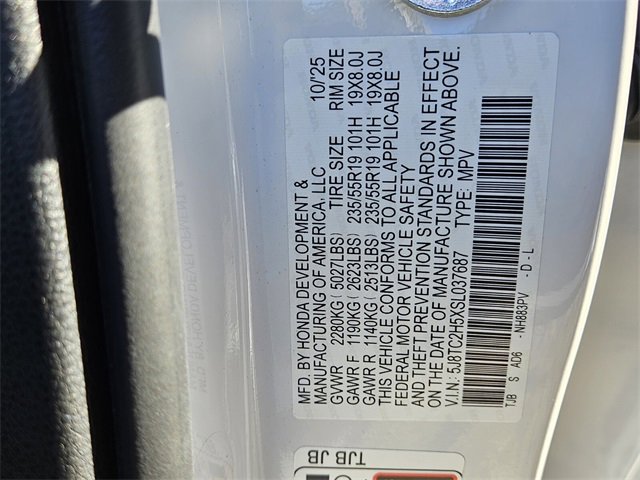 MFD. BY HONDA DEVELOPMENT &
MANUFACTURING OF AMERICA, LLC 10/'25
GVWR 2280KG(5027LBS) TIRE SIZE RIM SIZE
GAWR F 1190KG(2623LBS) 235/55R19 101H 19X8.0J
GAWR R 1140KG(2513LBS) 235/55R19 101H 19X8.0J
THIS VEHICLE CONFORMS TO ALL APPLICABLE
FEDERAL MOTOR VEHICLE SAFETY
AND THEFT PREVENTION STANDARDS IN EFFECT
ON THE DATE OF MANUFACTURE SHOWN ABOVE.
V.I.N.: 5J8TC2H5XSL037687 TYPE: MPV
TJB S AD6 - NH883PV - D - L
TJB JB